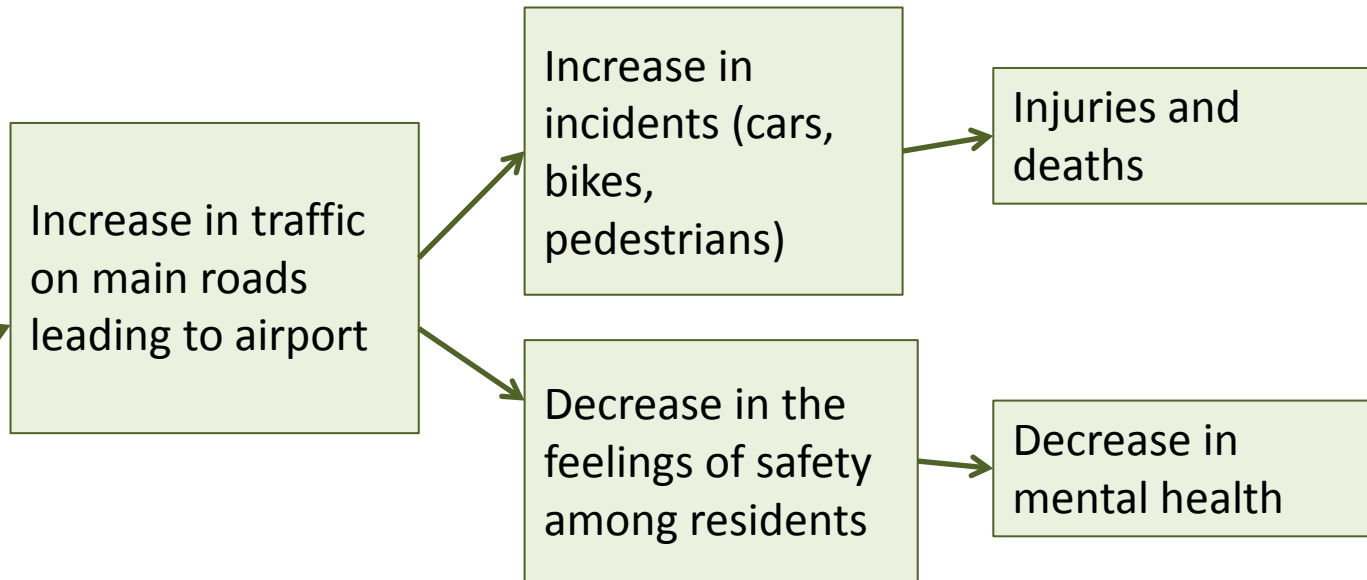 Increase in traffic
on main roads
leading to airport
Increase in
incidents (cars,
bikes,
pedestrians)
Injuries and
deaths
Decrease in the
feelings of safety
among residents
Decrease in
mental health